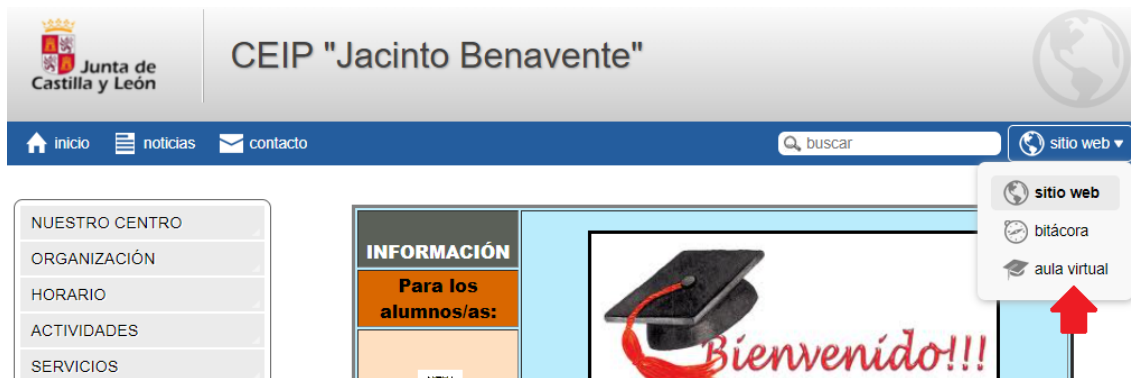 Junta de
Castilla y León
CEIP "Jacinto Benavente"
inicio
noticias
contacto
buscar
sitio web
sitio web
bitácora
aula virtual
NUESTRO CENTRO
ORGANIZACIÓN
HORARIO
ACTIVIDADES
SERVICIOS
INFORMACIÓN
Para los
alumnos/as:
Bienvenido!!!